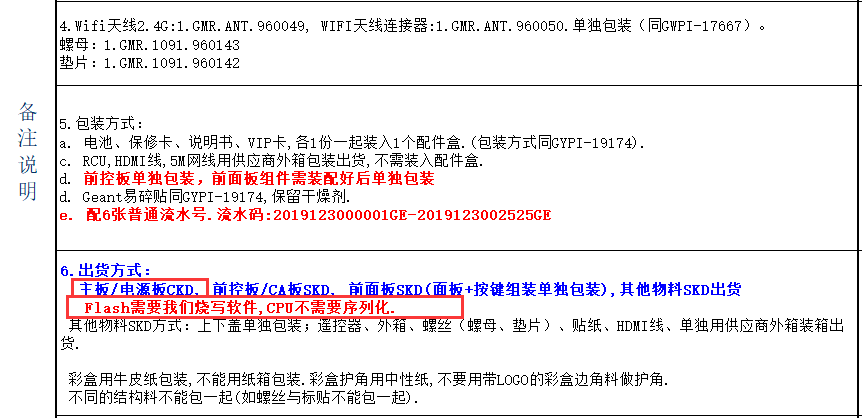 备
注
说
明
4.Wifi天线2.4G:1.GMR.ANT.960049, WIFI天线连接器:1.GMR.ANT.960050.单独包装（同GWPI-17667）。
螺母：1.GMR.1091.960143
垫片：1.GMR.1091.960142
5.包装方式：
a. 电池、保修卡、说明书、VIP卡,各1份一起装入1个配件盒.(包装方式同GYPI-19174).
c. RCU,HDMI线,5M网线用供应商外箱包装出货,不需装入配件盒.
d. 前控板单独包装，前面板组件需装配好后单独包装
d. Geant易碎贴同GYPI-19174,保留干燥剂.
e. 配6张普通流水号.流水码:2019123000001GE-2019123002525GE
6.出货方式：
主板/电源板CKD, 前控板/CA板SKD, 前面板SKD(面板+按键组装单独包装),其他物料SKD出货
Flash需要我们烧写软件,CPU不需要序列化.
其他物料SKD方式：上下盖单独包装；遥控器、外箱、螺丝（螺母、垫片）、贴纸、HDMI线、单独用供应商外箱装箱出
货.
彩盒用牛皮纸包装,不能用纸箱包装.彩盒护角用中性纸,不要用带LOGO的彩盒边角料做护角.
不同的结构料不能包一起(如螺丝与标贴不能包一起).